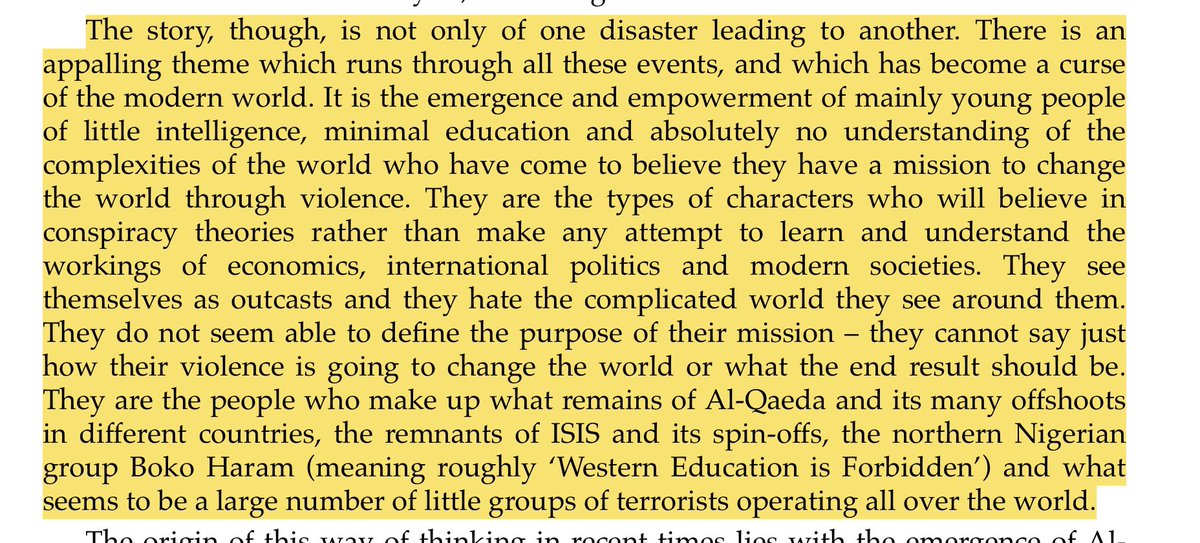 The story, though, is not only of one disaster leading to another. There is an
appalling theme which runs through all these events, and which has become a curse
of the modern world. It is the emergence and empowerment of mainly young people
of little intelligence, minimal education and absolutely no understanding of the
complexities of the world who have come to believe they have a mission to change
the world through violence. They are the types of characters who will believe in
conspiracy theories rather than make any attempt to learn and understand the
workings of economics, international politics and modern societies. They see
themselves as outcasts and they hate the complicated world they see around them.
They do not seem able to define the purpose of their mission – they cannot say just
how their violence is going to change the world or what the end result should be.
They are the people who make up what remains of Al-Qaeda and its many offshoots
in different countries, the remnants of ISIS and its spin-offs, the northern Nigerian
group Boko Haram (meaning roughly ‘Western Education is Forbidden’) and what
seems to be a large number of little groups of terrorists operating all over the world.
The origin of this way of thinking in recent times lies with the emergence of Al-